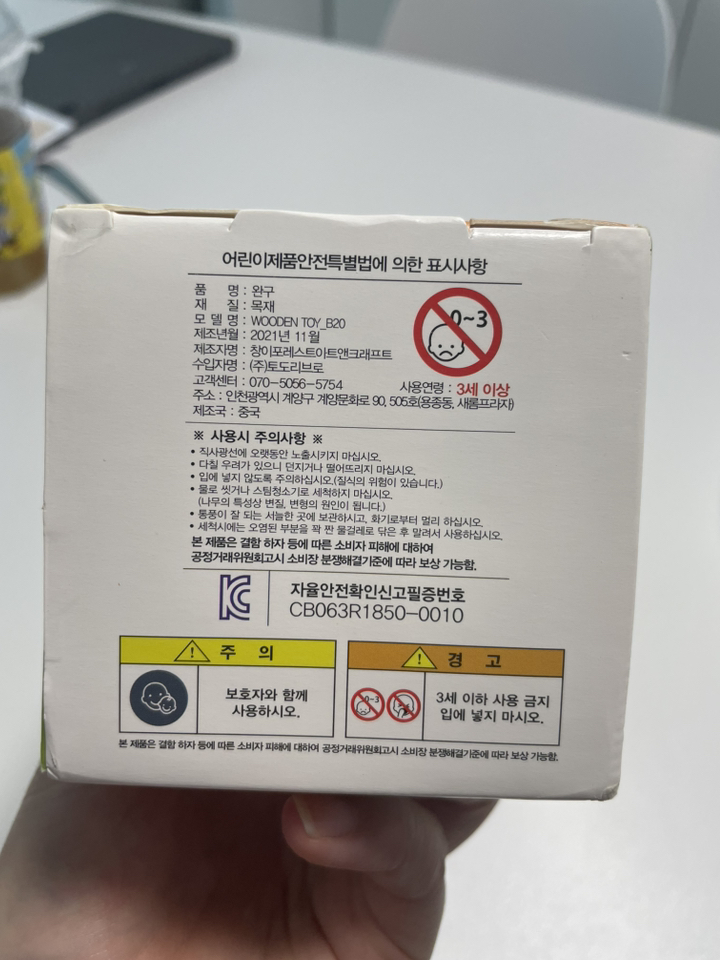 어린이제품안전특별법에 의한 표시사항
품 명 : 완구
재 질 : 목재
모 델 명 : WOODEN TOY_B20
제조년월 : 2021년 11월
제조자명 : 창이포레스트아트앤크래프트
수입자명 : (주)토도리브로
고객센터 : 070-5056-5754
0~3
사용연령 : 3세 이상
주소 : 인천광역시 계양구 계양문화로 90, 505호(용종동, 새롬프라자)
제조국 : 중국
※ 사용시 주의사항 ※
• 직사광선에 오랫동안 노출시키지 마십시오.
• 다칠 우려가 있으니 던지거나 떨어뜨리지 마십시오.
• 입에 넣지 않도록 주의하십시오.(질식의 위험이 있습니다.)
• 물로 씻거나 스팀청소기로 세척하지 마십시오.
(나무의 특성상 변질, 변형의 원인이 됩니다.)
• 통풍이 잘 되는 서늘한 곳에 보관하시고, 화기로부터 멀리 하십시오.
• 세척시에는 오염된 부분을 꽉 짠 물걸레로 닦은 후 말려서 사용하십시오.
본 제품은 결함 하자 등에 따른 소비자 피해에 대하여
공정거래위원회고시 소비장 분쟁해결기준에 따라 보상 가능함.
KC
자율안전확인신고필증번호
CB063R1850-0010
주 의
보호자와 함께
사용하시오.
경 고
0~3
3세 이하 사용 금지
입에 넣지 마시오.
본 제품은 결함 하자 등에 따른 소비자 피해에 대하여 공정거래위원회고시 소비장 분쟁해결기준에 따라 보상 가능함.